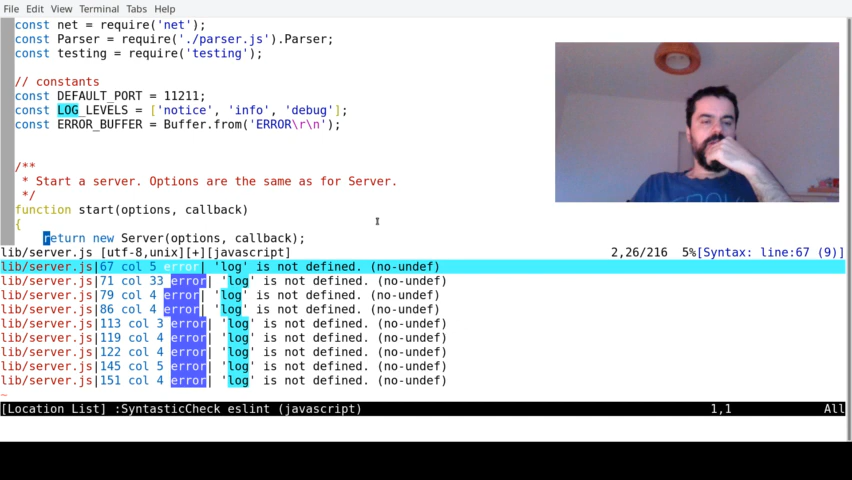 File Edit View Terminal Tabs Help
const net = require('net');
const Parser = require('./parser.js').Parser;
const testing = require('testing');
// constants
const DEFAULT_PORT = 11211;
const LOG_LEVELS = ['notice', 'info', 'debug'];
const ERROR_BUFFER = Buffer.from('ERROR\r\n');
/**
 * Start a server. Options are the same as for Server.
 */
function start(options, callback)
{
    return new Server(options, callback);
lib/server.js [utf-8,unix][+][javascript] 2,26/216 5%[Syntax: line:67 (9)]
lib/server.js|67 col 5 error| 'log' is not defined. (no-undef)
lib/server.js|71 col 33 error| 'log' is not defined. (no-undef)
lib/server.js|79 col 4 error| 'log' is not defined. (no-undef)
lib/server.js|86 col 4 error| 'log' is not defined. (no-undef)
lib/server.js|113 col 3 error| 'log' is not defined. (no-undef)
lib/server.js|119 col 4 error| 'log' is not defined. (no-undef)
lib/server.js|122 col 4 error| 'log' is not defined. (no-undef)
lib/server.js|145 col 5 error| 'log' is not defined. (no-undef)
lib/server.js|151 col 4 error| 'log' is not defined. (no-undef)
~
[Location List] :SyntasticCheck eslint (javascript) 1,1 All